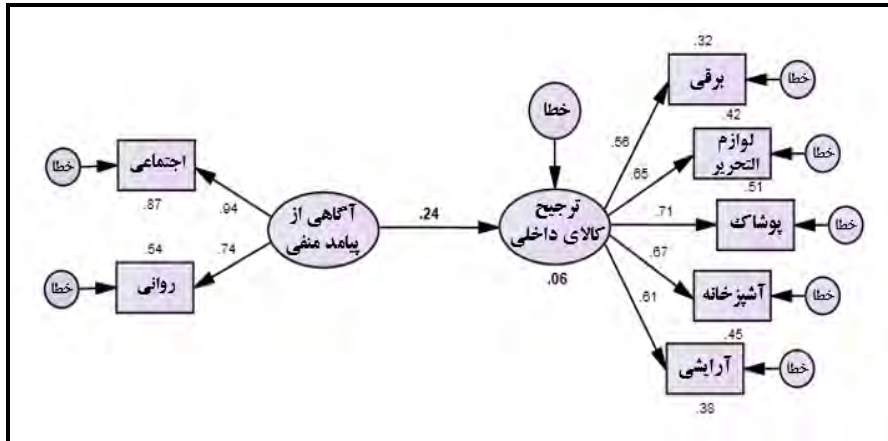 .32
برقی
خطا
خطا
.42
.56
لوازم
التحریر
خطا
اجتماعی
خطا
.65
.51
.87
.94
آگاهی از
پیامد منفی
.24
ترجیح
کالای داخلی
.71
پوشاک
خطا
.54
.74
.06
.67
روانی
خطا
آشپزخانه
خطا
.61
.45
آرایشی
خطا
.38